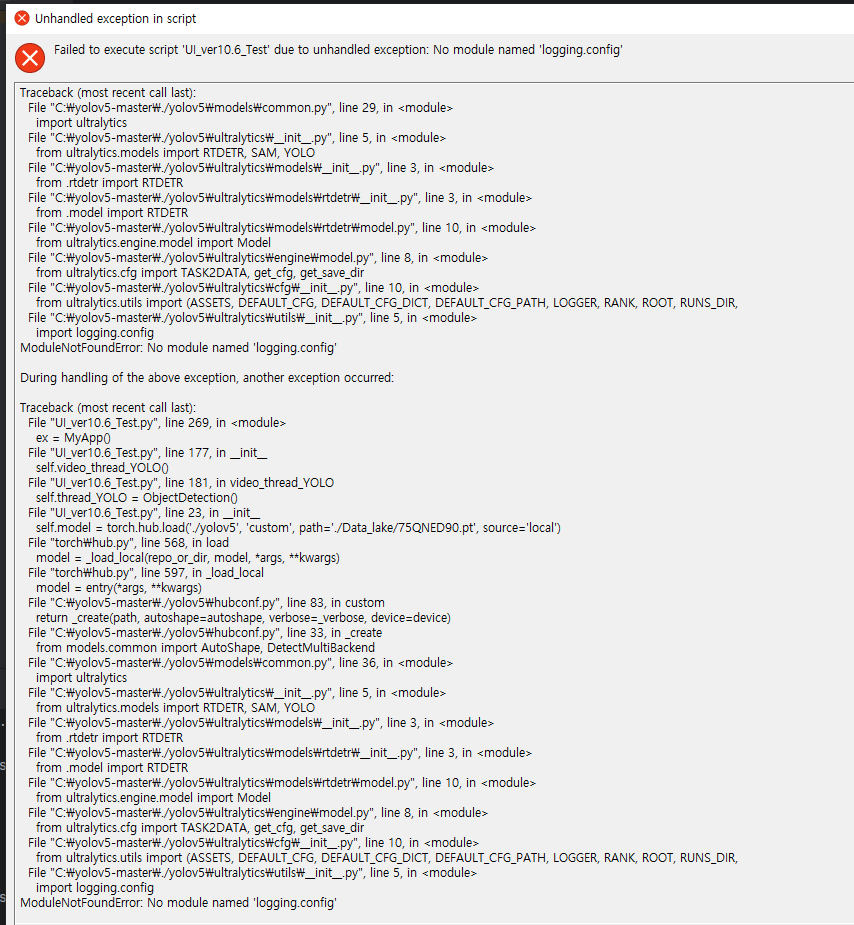 Unhandled exception in script
Failed to execute script 'UI_ver10.6_Test' due to unhandled exception: No module named 'logging.config'
Traceback (most recent call last):
File "C:₩yolov5-master₩./yolov5₩models₩common.py", line 29, in <module>
import ultralytics
File "C:₩yolov5-master₩./yolov5₩ultralytics₩__init__.py", line 5, in <module>
from ultralytics.models import RTDETR, SAM, YOLO
File "C:₩yolov5-master₩./yolov5₩ultralytics₩models₩__init__.py", line 3, in <module>
from .rtdetr import RTDETR
File "C:₩yolov5-master₩./yolov5₩ultralytics₩models₩rtdetr₩__init__.py", line 3, in <module>
from .model import RTDETR
File "C:₩yolov5-master₩./yolov5₩ultralytics₩models₩rtdetr₩model.py", line 10, in <module>
from ultralytics.engine.model import Model
File "C:₩yolov5-master₩./yolov5₩ultralytics₩engine₩model.py", line 8, in <module>
from ultralytics.cfg import TASK2DATA, get_cfg, get_save_dir
File "C:₩yolov5-master₩./yolov5₩ultralytics₩cfg₩__init__.py", line 10, in <module>
from ultralytics.utils import (ASSETS, DEFAULT_CFG, DEFAULT_CFG_DICT, DEFAULT_CFG_PATH, LOGGER, RANK, ROOT, RUNS_DIR,
File "C:₩yolov5-master₩./yolov5₩ultralytics₩utils₩__init__.py", line 5, in <module>
import logging.config
ModuleNotFoundError: No module named 'logging.config'
During handling of the above exception, another exception occurred:
Traceback (most recent call last):
File "UI_ver10.6_Test.py", line 269, in <module>
ex = MyApp()
File "UI_ver10.6_Test.py", line 177, in __init__
self.video_thread_YOLO()
File "UI_ver10.6_Test.py", line 181, in video_thread_YOLO
self.thread_YOLO = ObjectDetection()
File "UI_ver10.6_Test.py", line 23, in __init__
self.model = torch.hub.load('./yolov5', 'custom', path='./Data_lake/75QNED90.pt', source='local')
File "torch₩hub.py", line 568, in load
model = _load_local(repo_or_dir, model, *args, **kwargs)
File "torch₩hub.py", line 597, in _load_local
model = entry(*args, **kwargs)
File "C:₩yolov5-master₩./yolov5₩hubconf.py", line 83, in custom
return _create(path, autoshape=autoshape, verbose=_verbose, device=device)
File "C:₩yolov5-master₩./yolov5₩hubconf.py", line 33, in _create
from models.common import AutoShape, DetectMultiBackend
File "C:₩yolov5-master₩./yolov5₩models₩common.py", line 36, in <module>
import ultralytics
File "C:₩yolov5-master₩./yolov5₩ultralytics₩__init__.py", line 5, in <module>
from ultralytics.models import RTDETR, SAM, YOLO
File "C:₩yolov5-master₩./yolov5₩ultralytics₩models₩__init__.py", line 3, in <module>
from .rtdetr import RTDETR
File "C:₩yolov5-master₩./yolov5₩ultralytics₩models₩rtdetr₩__init__.py", line 3, in <module>
from .model import RTDETR
File "C:₩yolov5-master₩./yolov5₩ultralytics₩models₩rtdetr₩model.py", line 10, in <module>
from ultralytics.engine.model import Model
File "C:₩yolov5-master₩./yolov5₩ultralytics₩engine₩model.py", line 8, in <module>
from ultralytics.cfg import TASK2DATA, get_cfg, get_save_dir
File "C:₩yolov5-master₩./yolov5₩ultralytics₩cfg₩__init__.py", line 10, in <module>
from ultralytics.utils import (ASSETS, DEFAULT_CFG, DEFAULT_CFG_DICT, DEFAULT_CFG_PATH, LOGGER, RANK, ROOT, RUNS_DIR,
File "C:₩yolov5-master₩./yolov5₩ultralytics₩utils₩__init__.py", line 5, in <module>
import logging.config
ModuleNotFoundError: No module named 'logging.config'